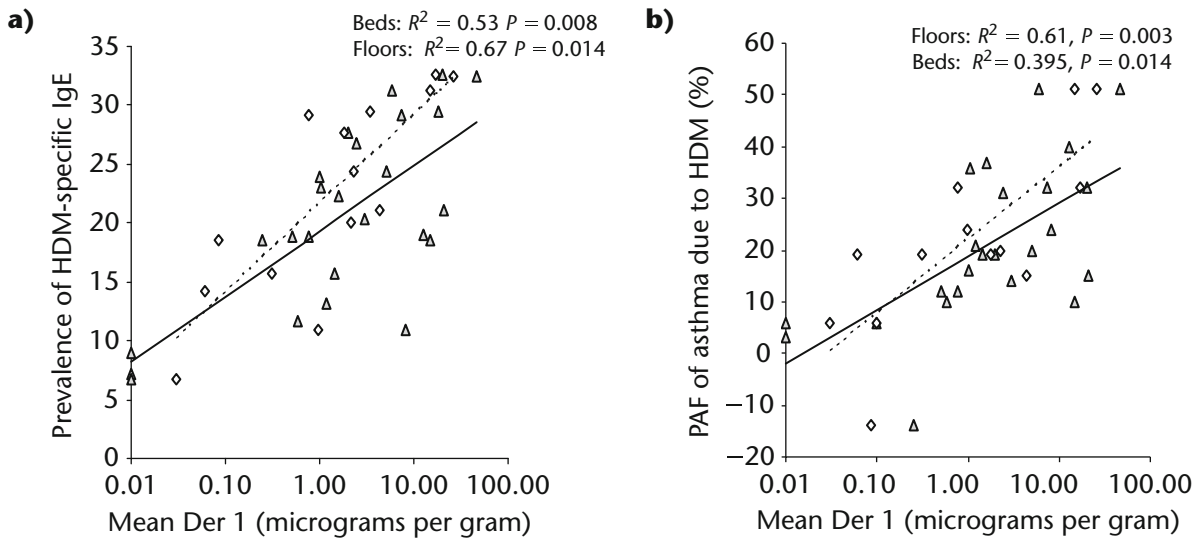 a)
Beds: R² = 0.53 P = 0.008
Floors: R²= 0.67 P = 0.014
Prevalence of HDM-specific IgE
35
30
25
20
15
10
5
0
0.01 0.10 1.00 10.00 100.00
Mean Der 1 (micrograms per gram)
b)
Floors: R² = 0.61, P = 0.003
Beds: R²= 0.395, P = 0.014
PAF of asthma due to HDM (%)
60
50
40
30
20
10
0
−10
−20
0.01 0.10 1.00 10.00 100.00
Mean Der 1 (micrograms per gram)